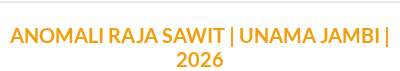 ANOMALI RAJA SAWIT | UNAMA JAMBI |
2026